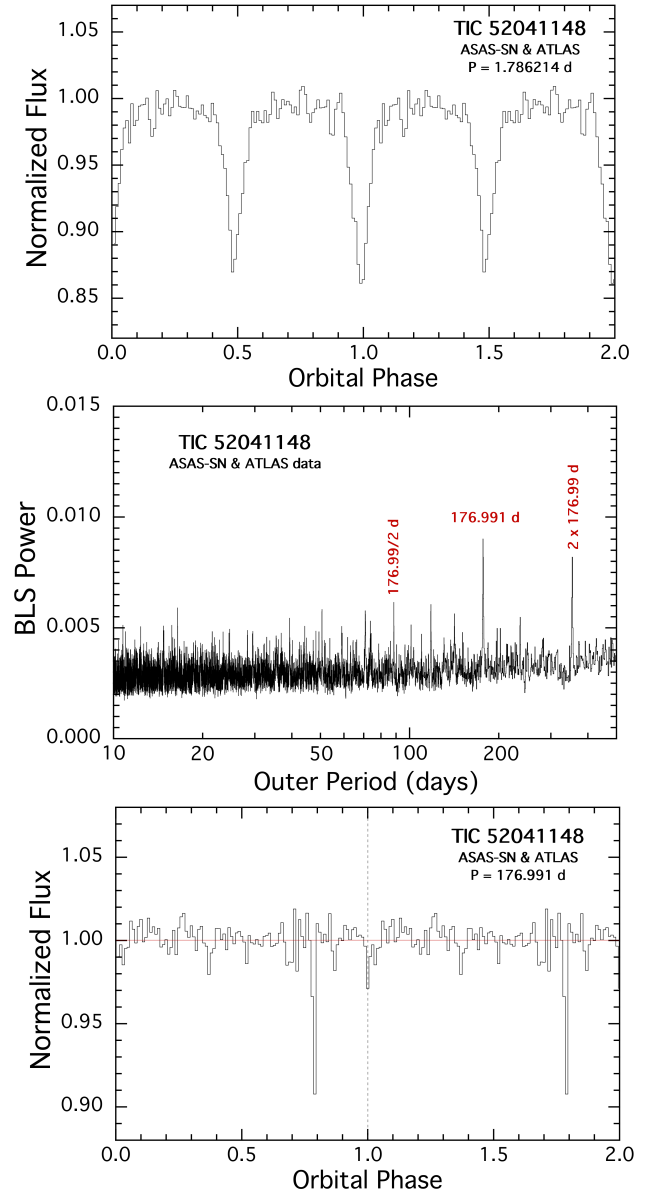 TIC 52041148
ASAS-SN & ATLAS
P = 1.786214 d
Normalized Flux
1.05
1.00
0.95
0.90
0.85
0.0 0.5 1.0 1.5 2.0
Orbital Phase
TIC 52041148
ASAS-SN & ATLAS data
176.99/2 d
176.991 d
2 x 176.99 d
BLS Power
0.015
0.010
0.005
0.000
10 20 50 100 200
Outer Period (days)
TIC 52041148
ASAS-SN & ATLAS
P = 176.991 d
Normalized Flux
1.05
1.00
0.95
0.90
0.0 0.5 1.0 1.5 2.0
Orbital Phase